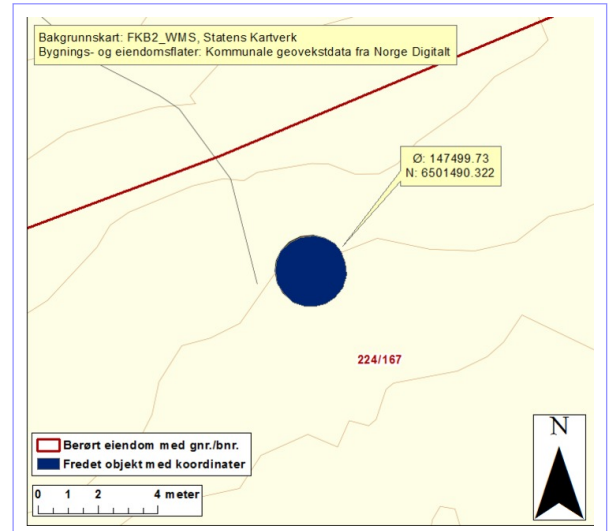 Bakgrunnskart: FKB2_WMS, Statens Kartverk
Bygnings- og eiendomsflater: Kommunale geovekstdata fra Norge Digitalt
Ø: 147499.73
N: 6501490.322
224/167
Berørt eiendom med gnr./bnr.
Fredet objekt med koordinater
0 1 2 4 meter
N